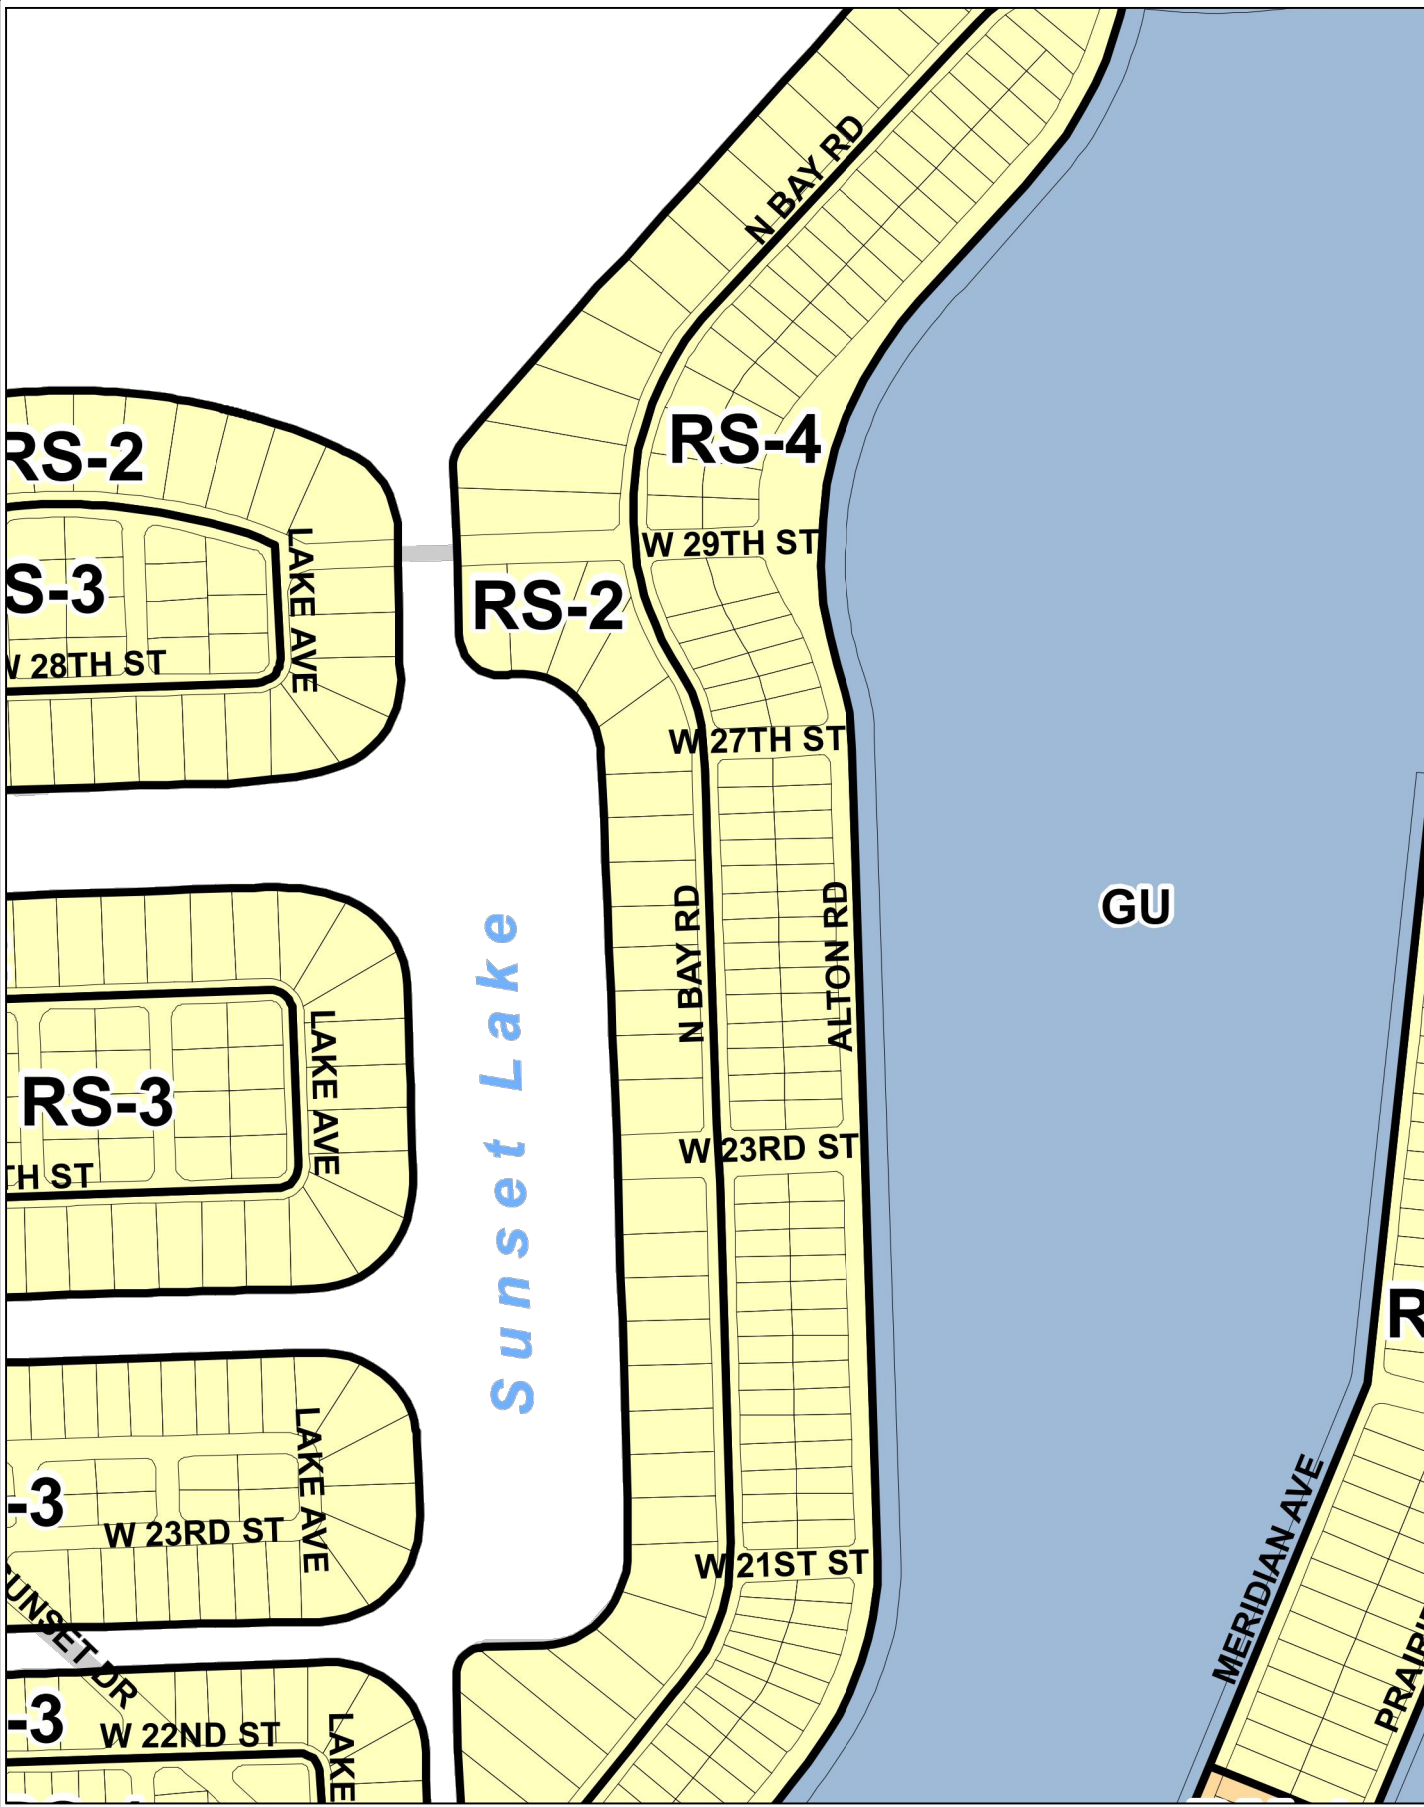 N BAY RD
RS-2
RS-4
LAKE AVE
W 29TH ST
S-3
RS-2
W 28TH ST
W 27TH ST
GU
N BAY RD
ALTON RD
Sunset Lake
LAKE AVE
RS-3
W 23RD ST
TH ST
R
LAKE AVE
-3
W 23RD ST
W 21ST ST
MERIDIAN AVE
SUNSET DR
PRAIRI
-3
W 22ND ST
LAKE